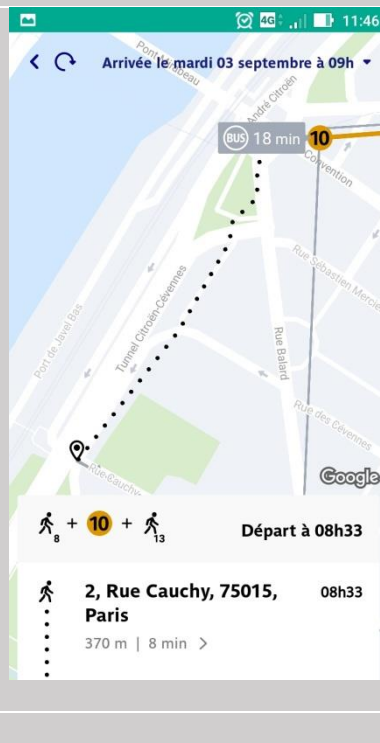 4G 11:46
Arrivée le mardi 03 septembre à 09h
Pont Mirabeau
André Citroën
BUS 18 min 10
Convention
Rue Sébastien Mercie
Port de Javel Bas
Tunnel Citroën-Cévennes
Rue Balard
Rue des Cévennes
Rue Cauchy
Google
8 + 10 + 13 Départ à 08h33
2, Rue Cauchy, 75015, 08h33
Paris
370 m | 8 min >